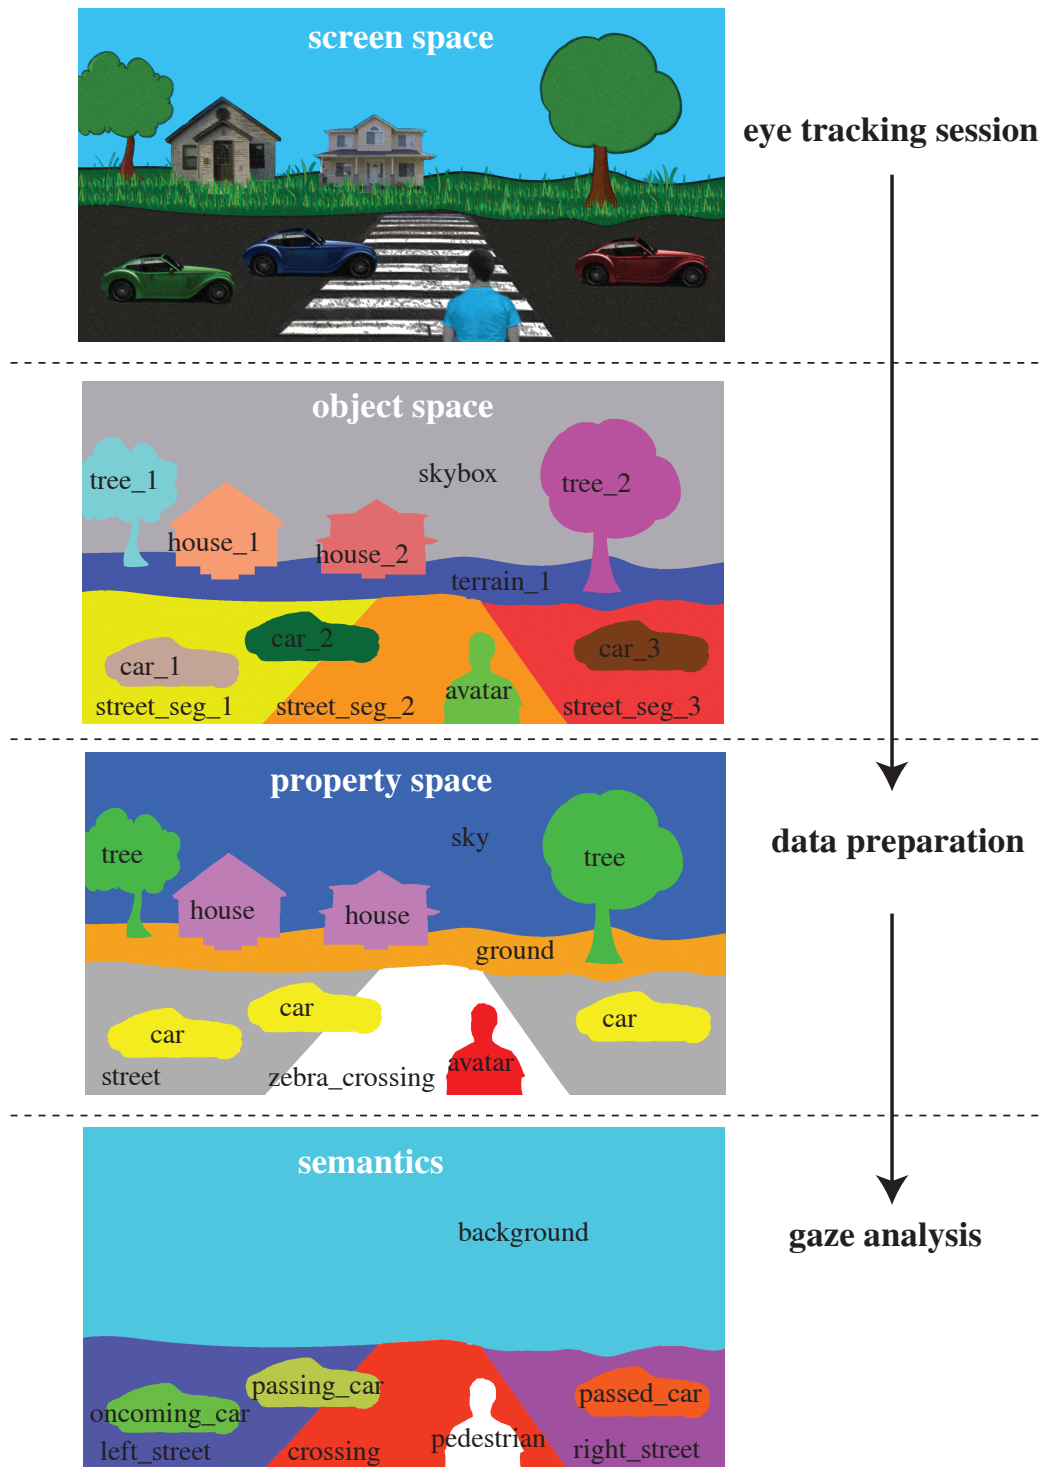 screen space
eye tracking session
object space
skybox
tree_1
tree_2
house_1
house_2
terrain_1
car_2
car_3
car_1
avatar
street_seg_1
street_seg_2
street_seg_3
property space
sky
data preparation
tree
tree
house
house
ground
car
car
car
avatar
street
zebra_crossing
semantics
background
gaze analysis
passing_car
passed_car
oncoming_car
pedestrian
left_street
crossing
right_street